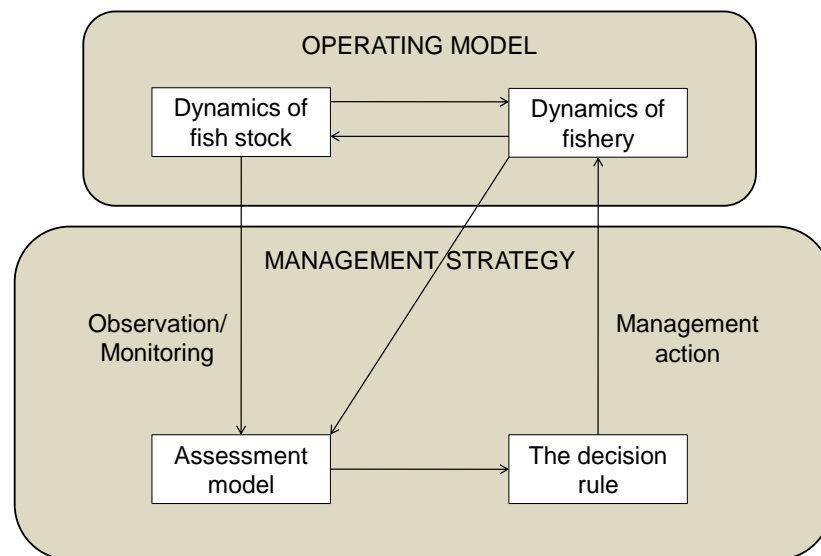 OPERATING MODEL
Dynamics of
fish stock
Dynamics of
fishery
MANAGEMENT STRATEGY
Observation/
Monitoring
Management
action
Assessment
model
The decision
rule